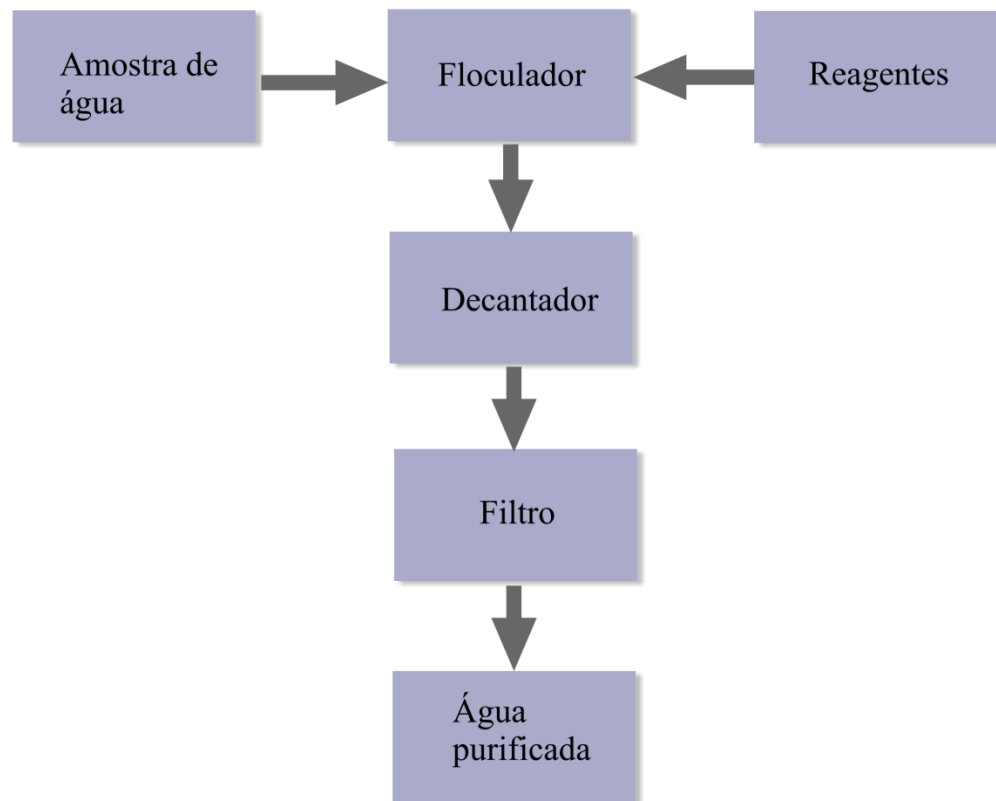 Amostra de
água
Floculador
Reagentes
Decantador
Filtro
Água
purificada